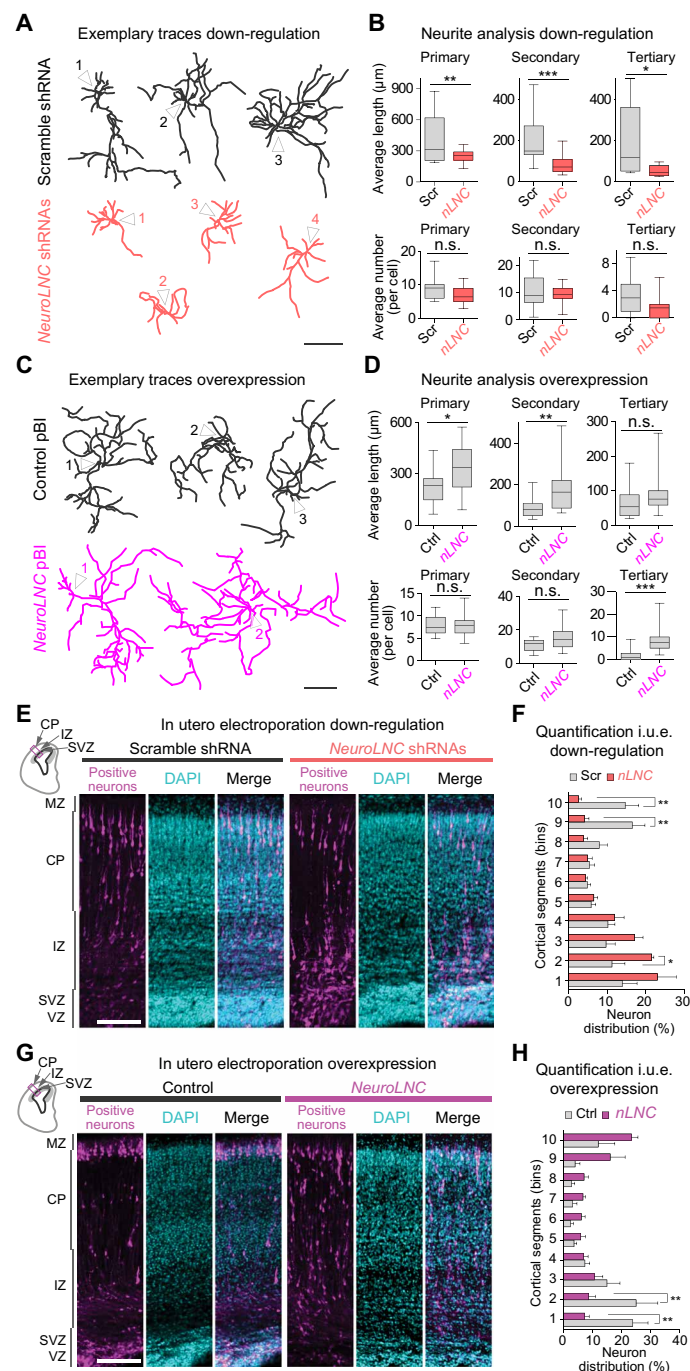 A
Exemplary traces down-regulation
Scramble shRNA
1
2
3
NeuroLNC shRNAs
1
3
4
2
B
Neurite analysis down-regulation
Primary
Secondary
Tertiary
Average length (µm)
900
600
300
0
**
Scr
nLNC
400
200
0
***
Scr
nLNC
400
200
0
*
Scr
nLNC
Average number
(per cell)
20
10
0
n.s.
Scr
nLNC
Primary
Secondary
Tertiary
20
10
0
n.s.
Scr
nLNC
8
4
0
n.s.
Scr
nLNC
C
Exemplary traces overexpression
Control pBI
1
2
3
NeuroLNC pBI
1
2
D
Neurite analysis overexpression
Primary
Secondary
Tertiary
Average length (µm)
600
300
0
*
Ctrl
nLNC
400
200
0
**
Ctrl
nLNC
300
200
100
0
n.s.
Ctrl
nLNC
Primary
Secondary
Tertiary
Average number
(per cell)
20
10
0
n.s.
Ctrl
nLNC
40
20
0
n.s.
Ctrl
nLNC
30
20
10
0
***
Ctrl
nLNC
E
In utero electroporation down-regulation
CP
IZ
SVZ
Scramble shRNA
NeuroLNC shRNAs
Positive
neurons
DAPI
Merge
Positive
neurons
DAPI
Merge
MZ
CP
IZ
SVZ
VZ
F
Quantification i.u.e.
down-regulation
Scr
nLNC
Cortical segments (bins)
10
9
8
7
6
5
4
3
2
1
**
**
*
0
10
20
30
Neuron
distribution (%)
G
In utero electroporation overexpression
CP
IZ
SVZ
Control
NeuroLNC
Positive
neurons
DAPI
Merge
Positive
neurons
DAPI
Merge
MZ
CP
IZ
SVZ
VZ
H
Quantification i.u.e.
overexpression
Ctrl
nLNC
Cortical segments (bins)
10
9
8
7
6
5
4
3
2
1
**
**
0
10
20
30
40
Neuron
distribution (%)